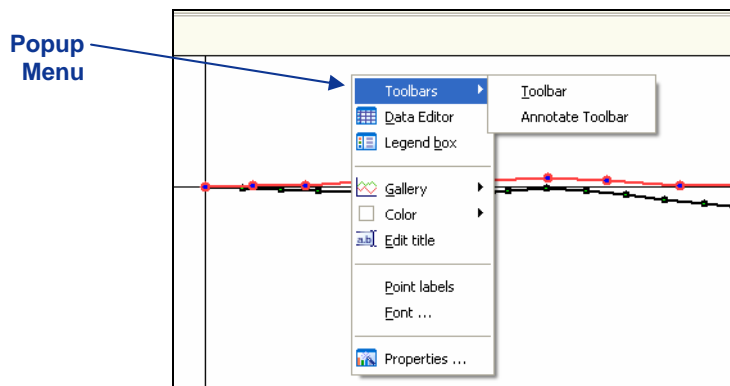 Popup
Menu
Toolbars
Toolbar
Data Editor
Annotate Toolbar
Legend box
Gallery
Color
a.b
Edit title
Point labels
Font ...
Properties ...